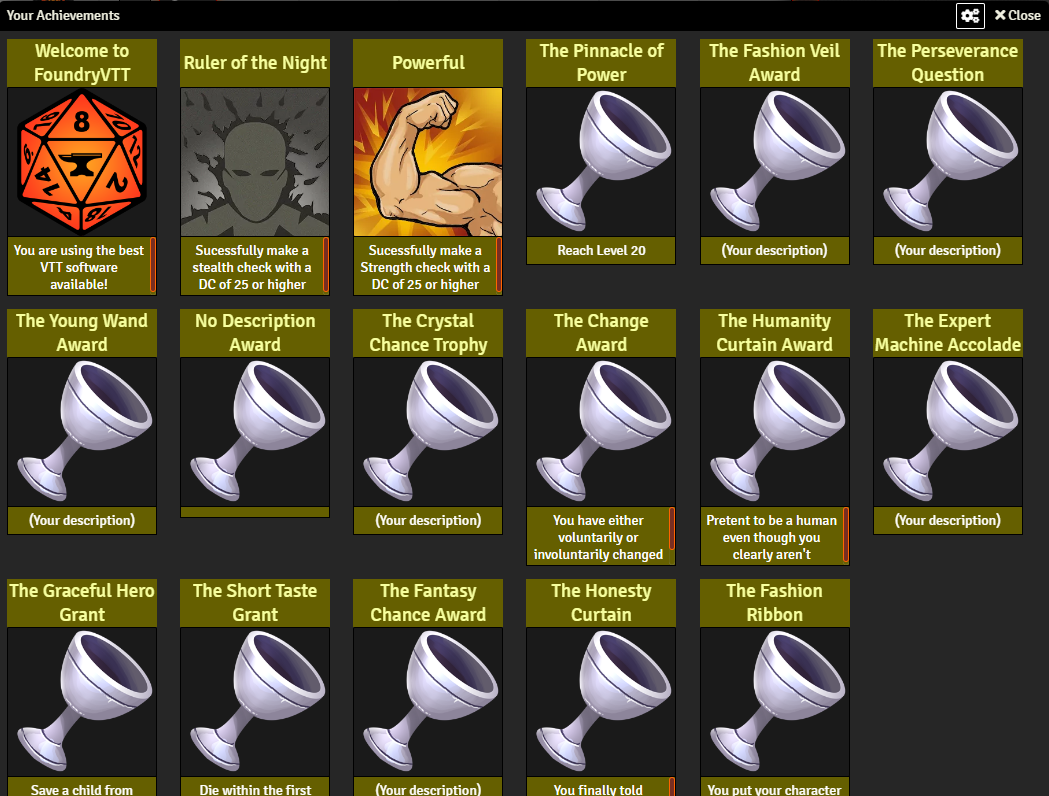 Your Achievements
Close
Welcome to
FoundryVTT
8
You are using the best
VTT software
available!
Ruler of the Night
Sucessfully make a
stealth check with a
DC of 25 or higher
Powerful
Sucessfully make a
Strength check with a
DC of 25 or higher
The Pinnacle of
Power
Reach Level 20
The Fashion Veil
Award
(Your description)
The Perseverance
Question
(Your description)
The Young Wand
Award
(Your description)
No Description
Award
The Crystal
Chance Trophy
(Your description)
The Change
Award
You have either
voluntarily or
involuntarily changed
The Humanity
Curtain Award
Pretent to be a human
even though you
clearly aren't
The Expert
Machine Accolade
(Your description)
The Graceful Hero
Grant
Save a child from
The Short Taste
Grant
Die within the first
The Fantasy
Chance Award
(Your description)
The Honesty
Curtain
You finally told
The Fashion
Ribbon
You put your character